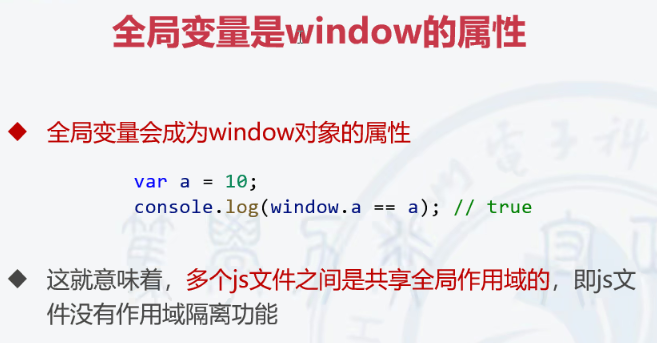 全局变量是window的属性
◆ 全局变量会成为window对象的属性
var a = 10;
console.log(window.a == a); // true
◆ 这就意味着，多个js文件之间是共享全局作用域的，即js文
件没有作用域隔离功能